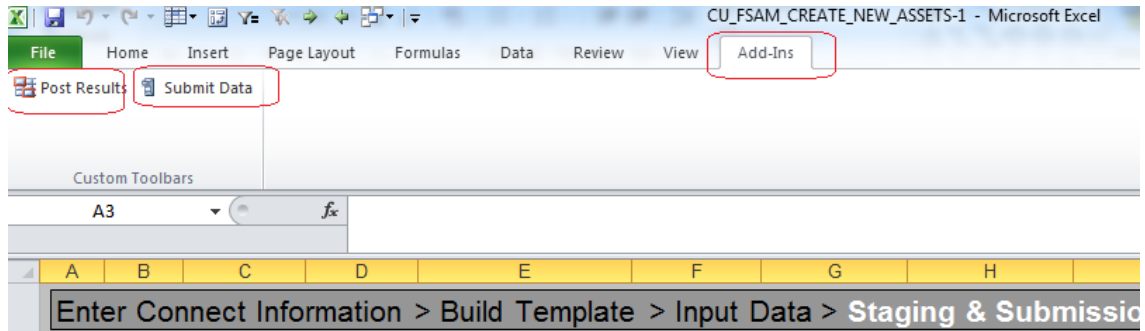 CU_FSAM_CREATE_NEW_ASSETS-1 - Microsoft Excel
File Home Insert Page Layout Formulas Data Review View Add-Ins
Post Results Submit Data
Custom Toolbars
A3 fx
A B C D E F G H
Enter Connect Information > Build Template > Input Data > Staging & Submissio